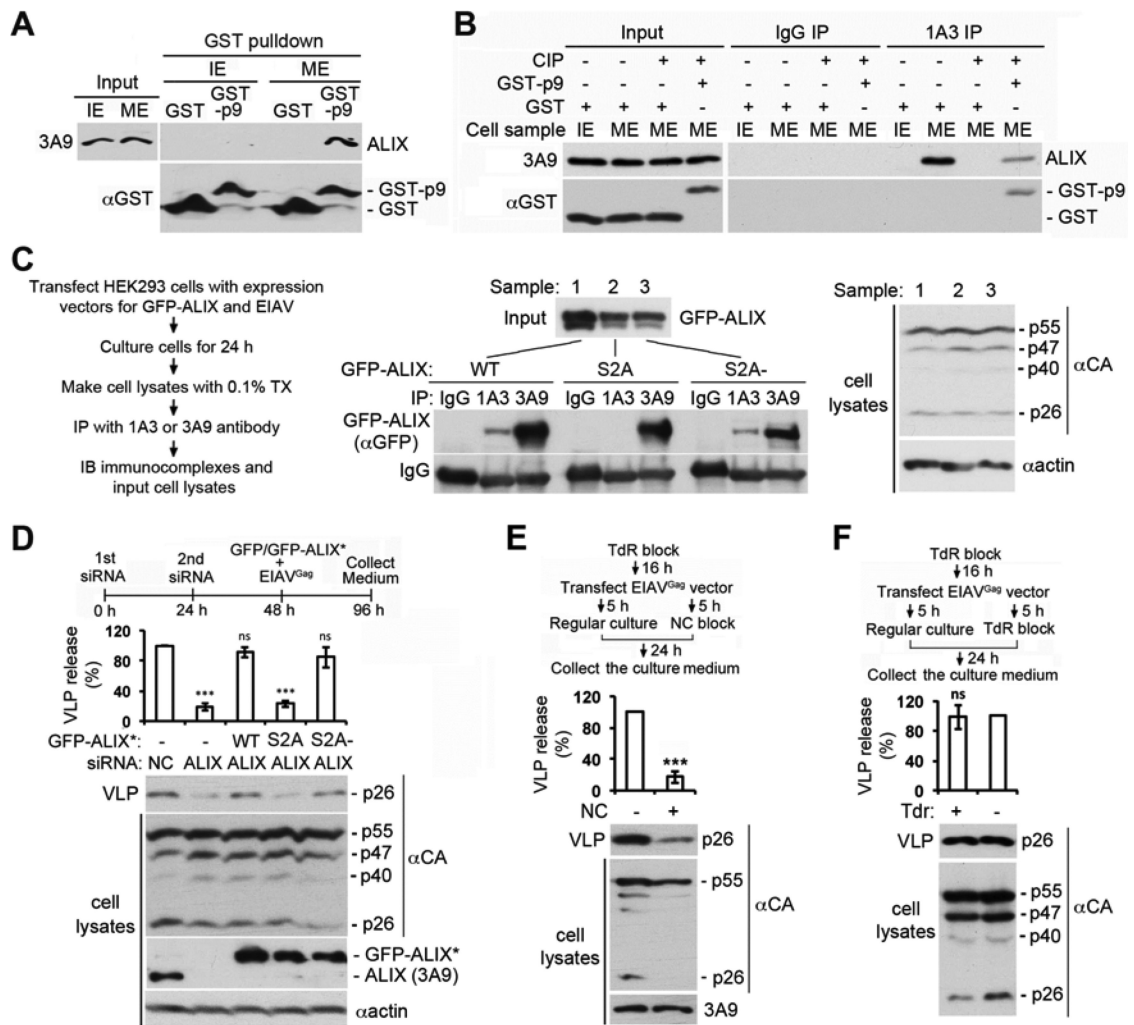 A
GST pulldown
IE ME
Input GST GST-p9 GST GST-p9
IE ME
3A9 ALIX
αGST - GST-p9
- GST
B
Input IgG IP 1A3 IP
CIP - - + + - - + + - - + +
GST-p9 - - - + - - - + - - - +
GST + + + - + + + - + + + -
Cell sample IE ME ME ME IE ME ME ME IE ME ME ME
3A9 ALIX
αGST - GST-p9
- GST
C
Transfect HEK293 cells with expression
vectors for GFP-ALIX and EIAV
Culture cells for 24 h
Make cell lysates with 0.1% TX
IP with 1A3 or 3A9 antibody
IB immunocomplexes and
input cell lysates
Sample: 1 2 3
Input GFP-ALIX
GFP-ALIX: WT S2A S2A-
IP: IgG 1A3 3A9 IgG 1A3 3A9 IgG 1A3 3A9
GFP-ALIX
(αGFP)
IgG
Sample: 1 2 3
cell
lysates
- p55
- p47
- p40
- p26
αCA
αactin
D
1st
siRNA
2nd
siRNA
GFP/GFP-ALIX*
+
EIAVGag
Collect
Medium
0 h 24 h 48 h 96 h
VLP release
(%)
120
80
40
0
*** ns *** ns
GFP-ALIX*: - - WT S2A S2A-
siRNA: NC ALIX ALIX ALIX ALIX
VLP - p26
cell
lysates
- p55
- p47
- p40
- p26
αCA
- GFP-ALIX*
- ALIX (3A9)
αactin
E
TdR block
16 h
Transfect EIAVGag vector
5 h 5 h
Regular culture NC block
24 h
Collect the culture medium
VLP release
(%)
120
80
40
0
***
NC - +
VLP p26
cell
lysates
- p55
- p26
αCA
3A9
F
TdR block
16 h
Transfect EIAVGag vector
5 h 5 h
Regular culture TdR block
24 h
Collect the culture medium
VLP release
(%)
120
80
40
0
ns
Tdr: + -
VLP p26
cell
lysates
- p55
- p47
- p40
- p26
αCA